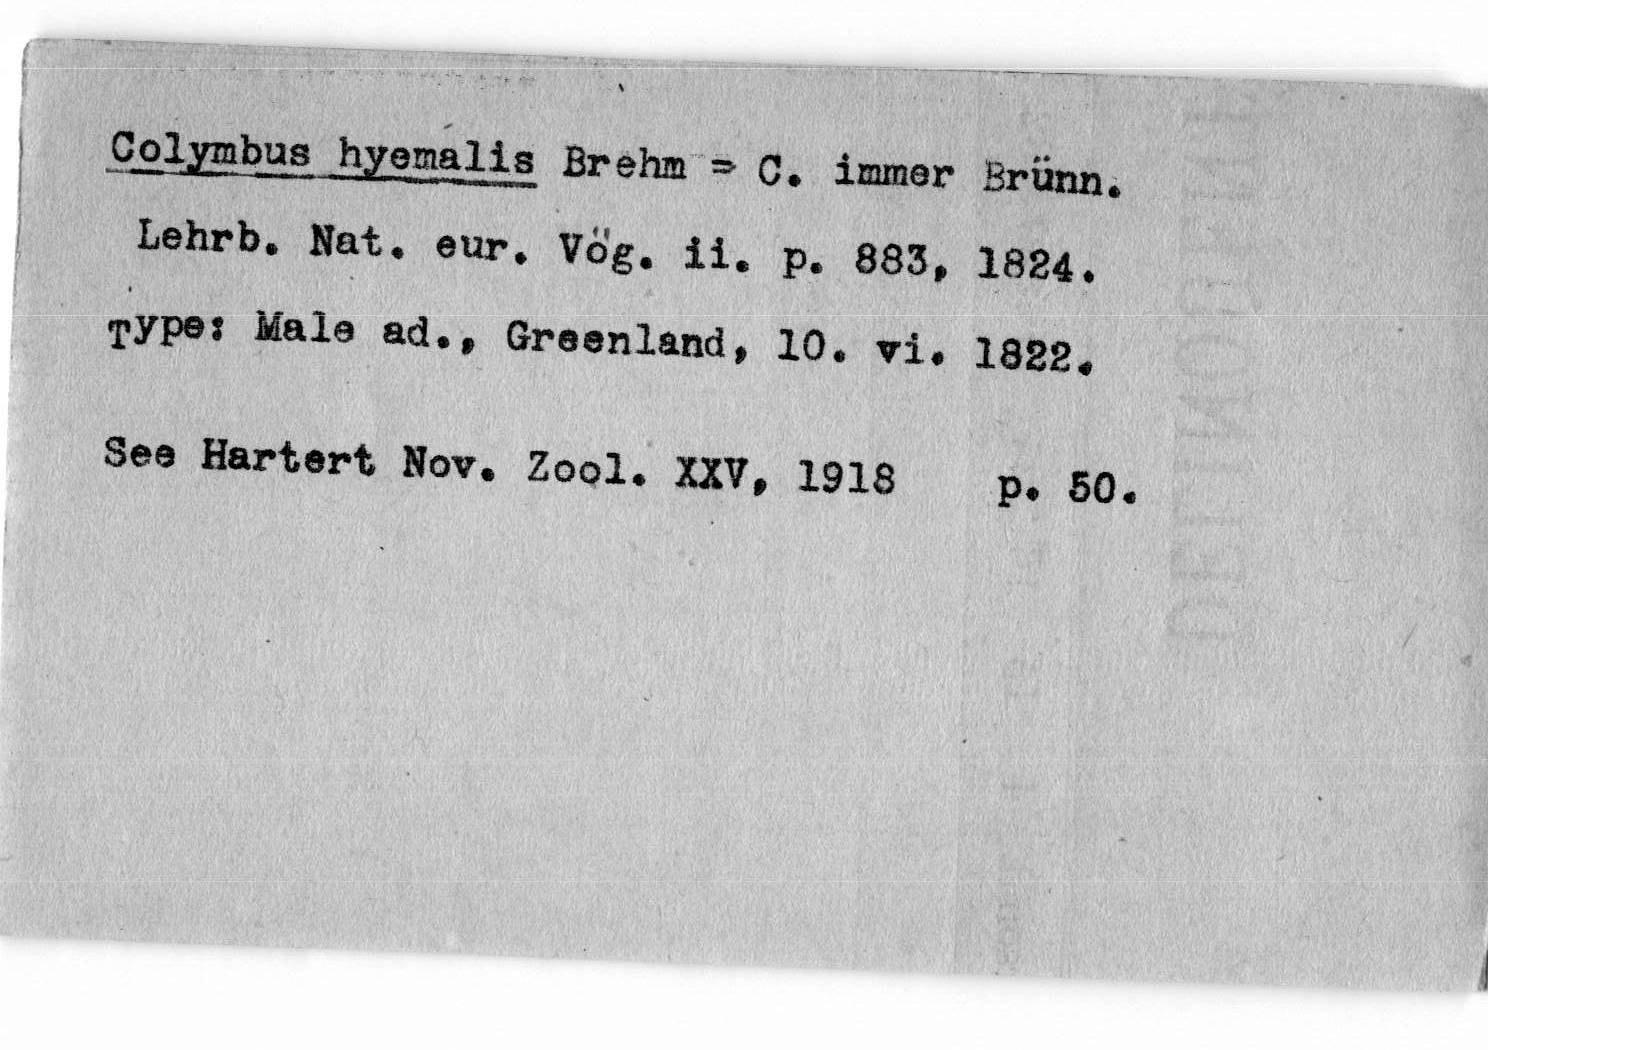 Colymbus hyemalis Brehm = C. immer Brünn.
Lehrb. Nat. eur. Vög. ii. p. 883, 1824.
Type: Male ad., Greenland, 10. vi. 1822.
See Hartert Nov. Zool. XXV, 1918 p. 50.